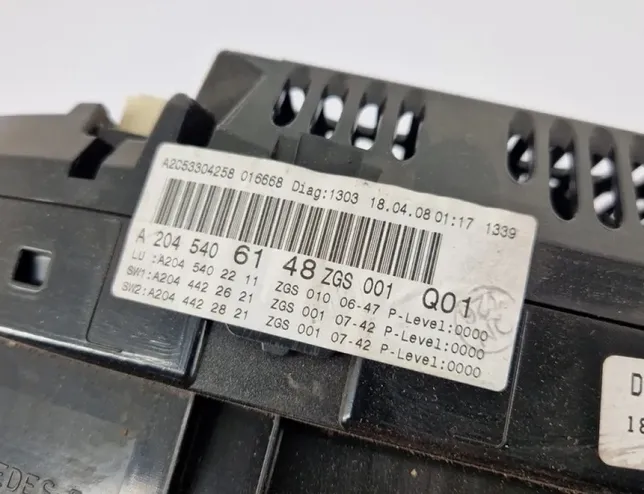 A2C53304258 016668 Diag:1303 18.04.08 01:17 1339
A 204 540 61 48 ZGS 001 Q01
LU :A204 540 22 11 ZGS 010 06-47 P-Level:0000
SW1:A204 442 26 21 ZGS 001 07-42 P-Level:0000
SW2:A204 442 28 21 ZGS 001 07-42 P-Level:0000
D
18